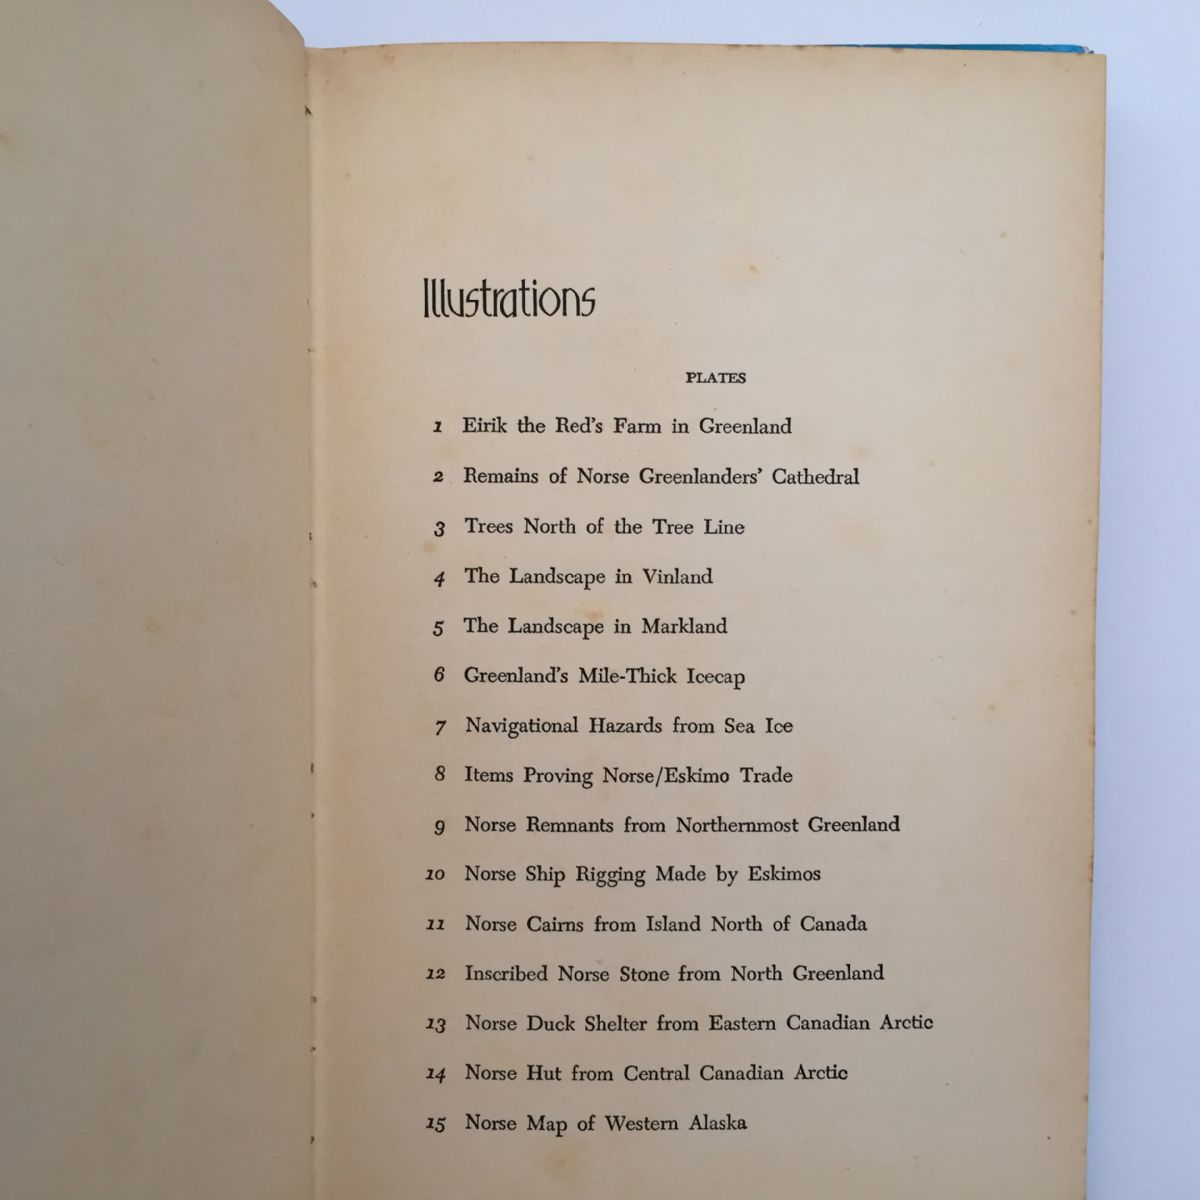 Illustrations
PLATES
1 Eirik the Red's Farm in Greenland
2 Remains of Norse Greenlanders' Cathedral
3 Trees North of the Tree Line
4 The Landscape in Vinland
5 The Landscape in Markland
6 Greenland's Mile-Thick Icecap
7 Navigational Hazards from Sea Ice
8 Items Proving Norse/Eskimo Trade
9 Norse Remnants from Northernmost Greenland
10 Norse Ship Rigging Made by Eskimos
11 Norse Cairns from Island North of Canada
12 Inscribed Norse Stone from North Greenland
13 Norse Duck Shelter from Eastern Canadian Arctic
14 Norse Hut from Central Canadian Arctic
15 Norse Map of Western Alaska